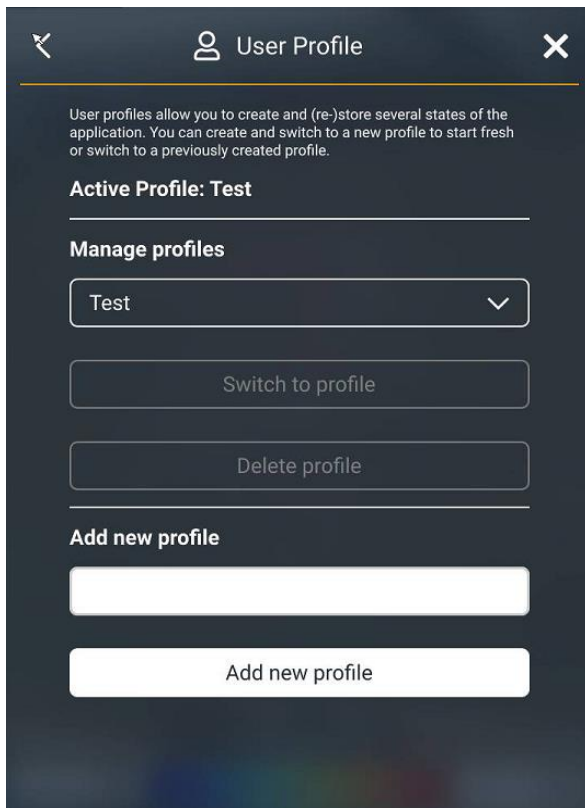 User Profile
User profiles allow you to create and (re-)store several states of the
application. You can create and switch to a new profile to start fresh
or switch to a previously created profile.
Active Profile: Test
Manage profiles
Test
Switch to profile
Delete profile
Add new profile
Add new profile